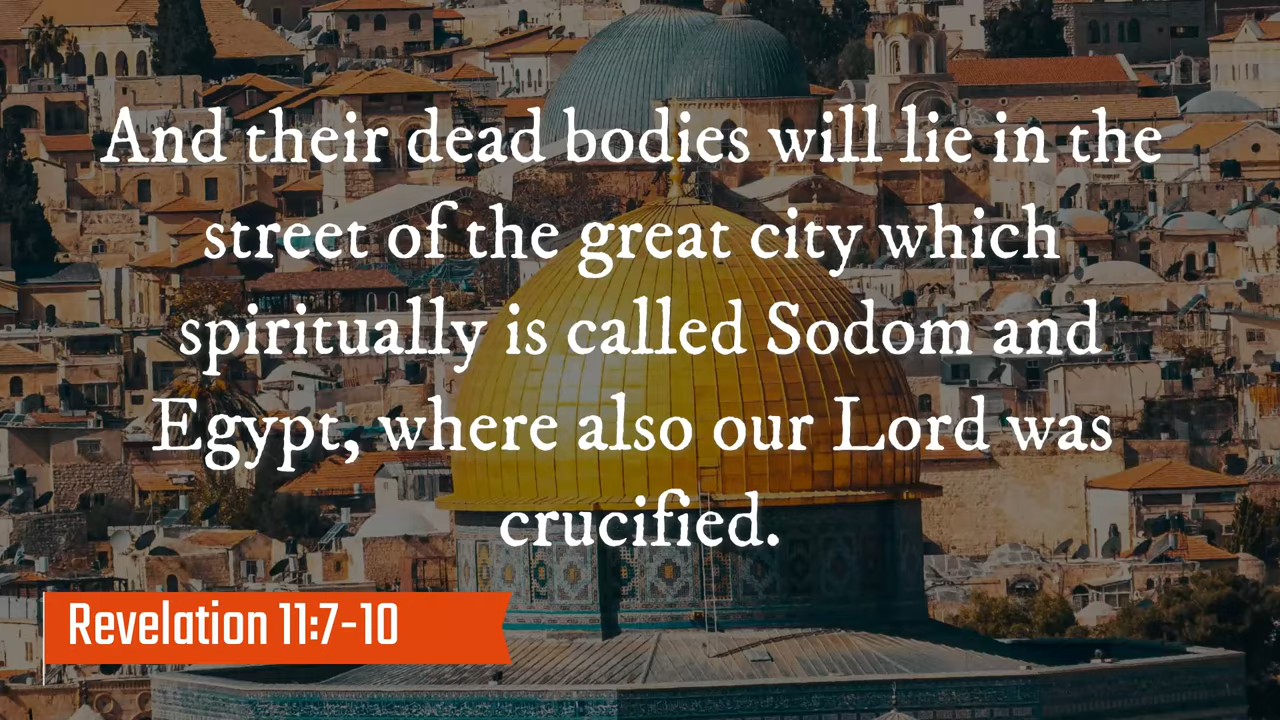 And their dead bodies will lie in the
street of the great city which
spiritually is called Sodom and
Egypt, where also our Lord was
crucified.
Revelation 11:7-10